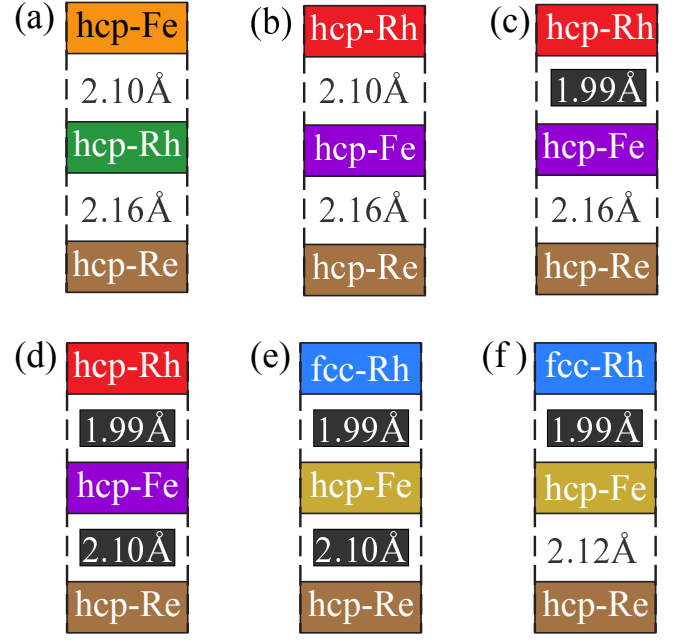 (a)
hcp-Fe
2.10Å
hcp-Rh
2.16Å
hcp-Re
(b)
hcp-Rh
2.10Å
hcp-Fe
2.16Å
hcp-Re
(c)
hcp-Rh
1.99Å
hcp-Fe
2.16Å
hcp-Re
(d)
hcp-Rh
1.99Å
hcp-Fe
2.10Å
hcp-Re
(e)
fcc-Rh
1.99Å
hcp-Fe
2.10Å
hcp-Re
(f)
fcc-Rh
1.99Å
hcp-Fe
2.12Å
hcp-Re